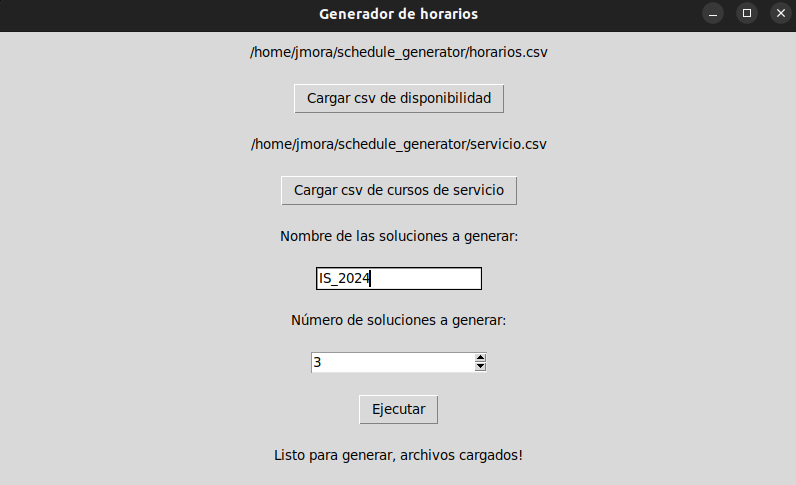 Generador de horarios
/home/jmora/schedule_generator/horarios.csv
Cargar csv de disponibilidad
/home/jmora/schedule_generator/servicio.csv
Cargar csv de cursos de servicio
Nombre de las soluciones a generar:
IS_2024
Número de soluciones a generar:
3
Ejecutar
Listo para generar, archivos cargados!